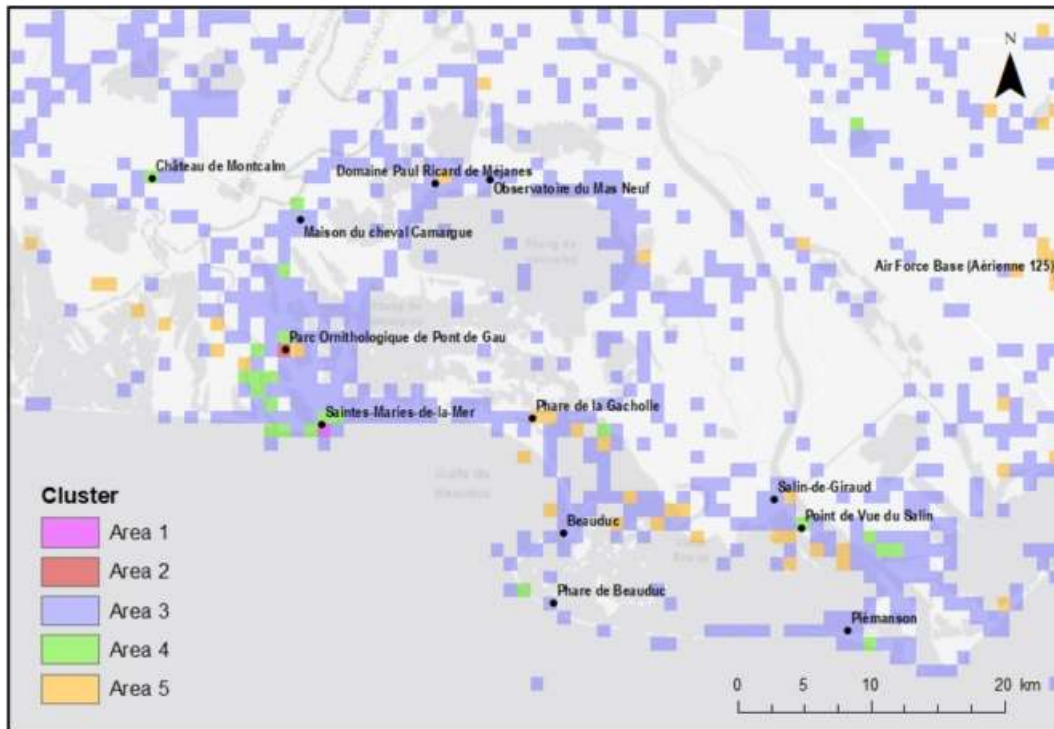 N
Château de Montcalm
Domaine Paul Ricard de Méjanes
Observatoire du Mas Neuf
Maison du cheval Camargue
Air Force Base (Aérienne 125)
Parc Ornithologique de Pont de Gau
Saintes-Maries-de-la-Mer
Phare de la Gacholle
Salin-de-Giraud
Point de Vue du Salin
Beauduc
Phare de Beauduc
Piémanson
Cluster
Area 1
Area 2
Area 3
Area 4
Area 5
0 5 10 20 km